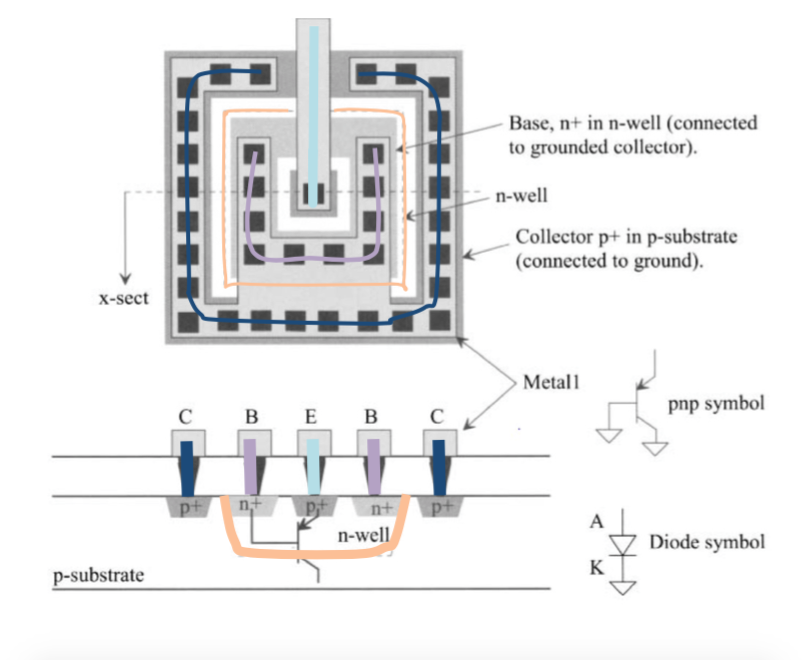 Base, n+ in n-well (connected
to grounded collector).
n-well
Collector p+ in p-substrate
(connected to ground).
x-sect
Metal1
C B E B C
pnp symbol
p+ n+ p+ n+ p+
n-well
A
Diode symbol
K
p-substrate